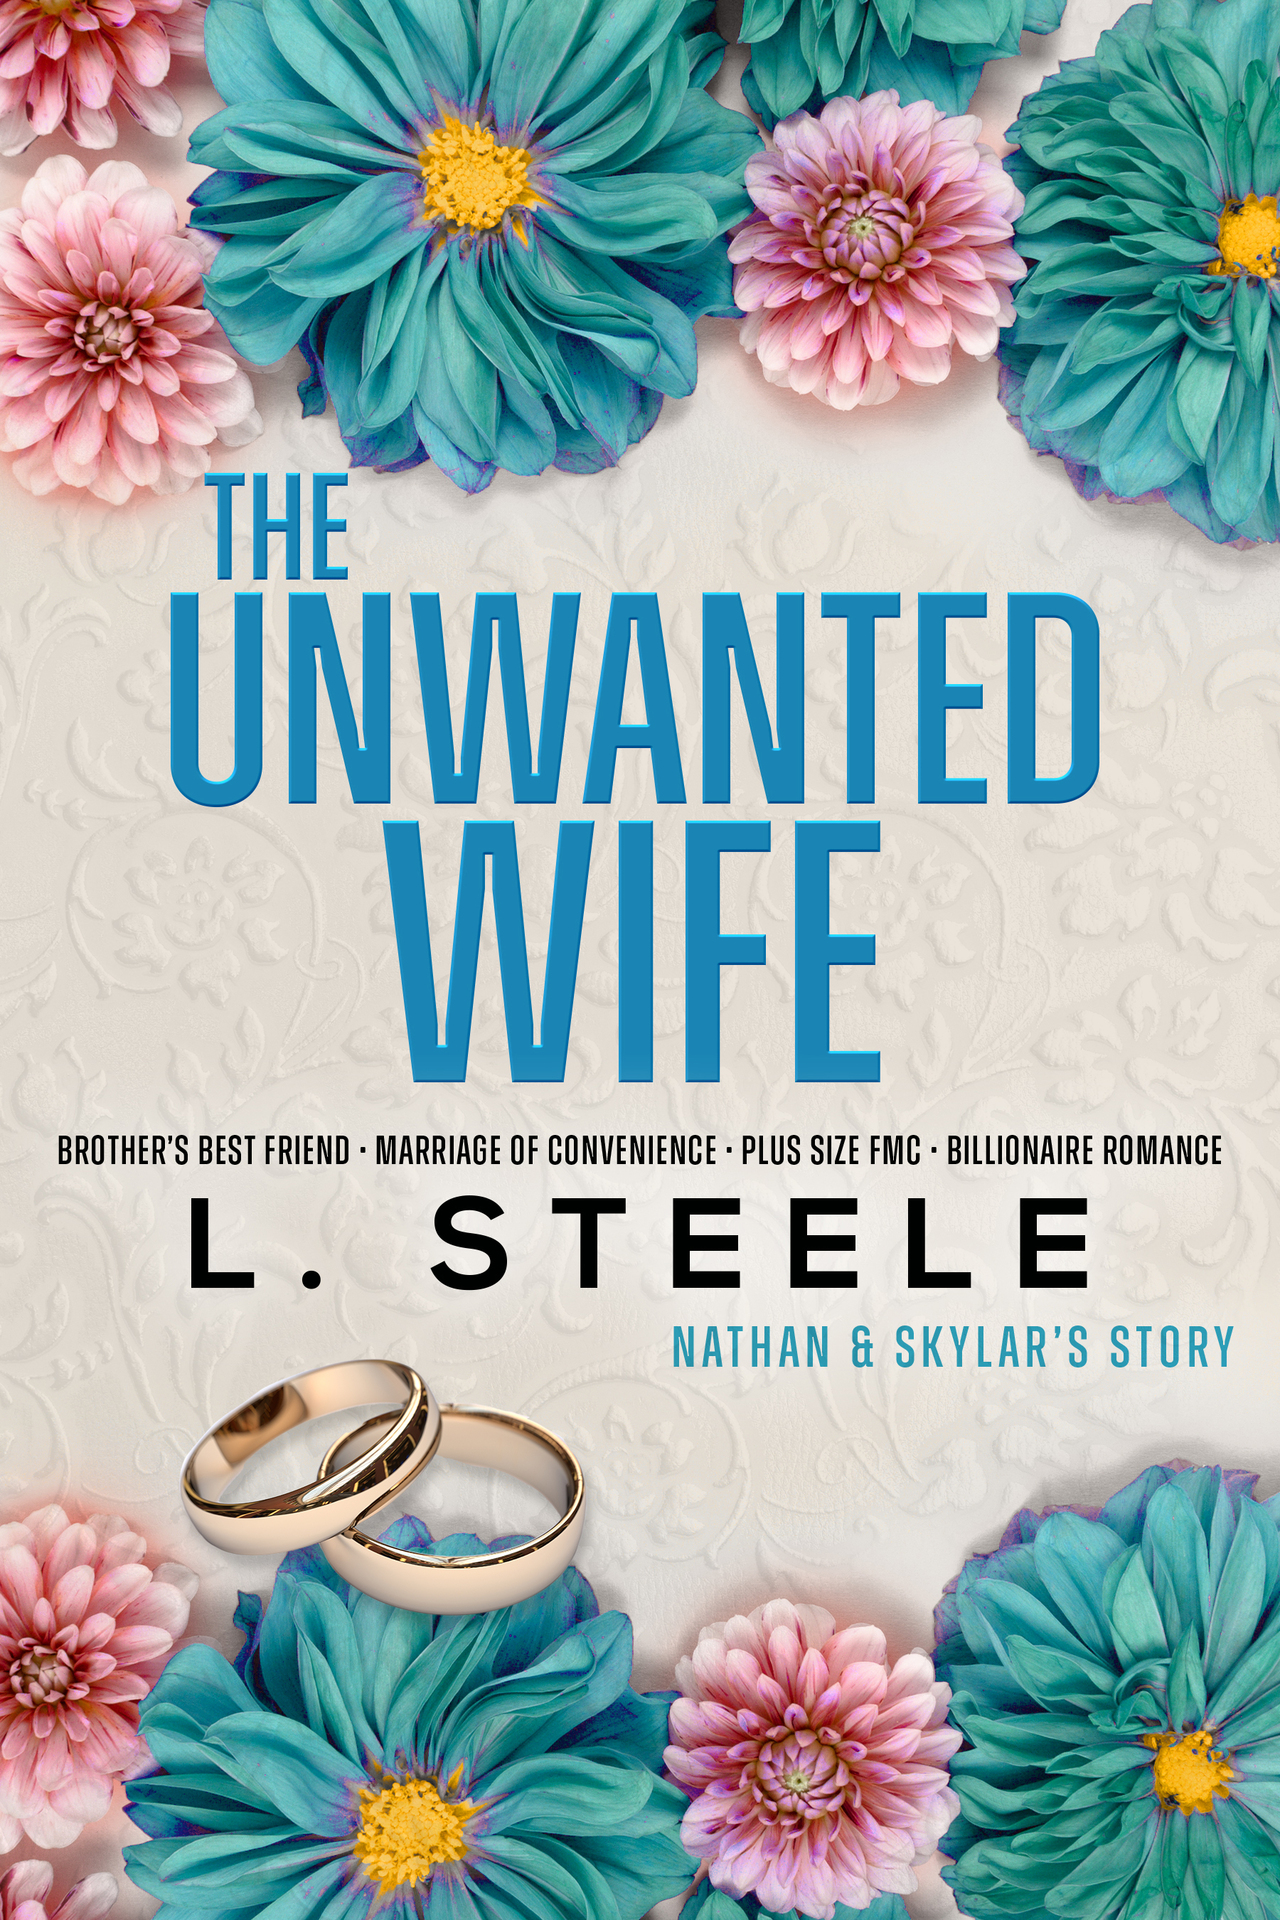 THE
UNWANTED
WIFE
BROTHER'S BEST FRIEND · MARRIAGE OF CONVENIENCE · PLUS SIZE FMC · BILLIONAIRE ROMANCE
L. STEELE
NATHAN & SKYLAR'S STORY